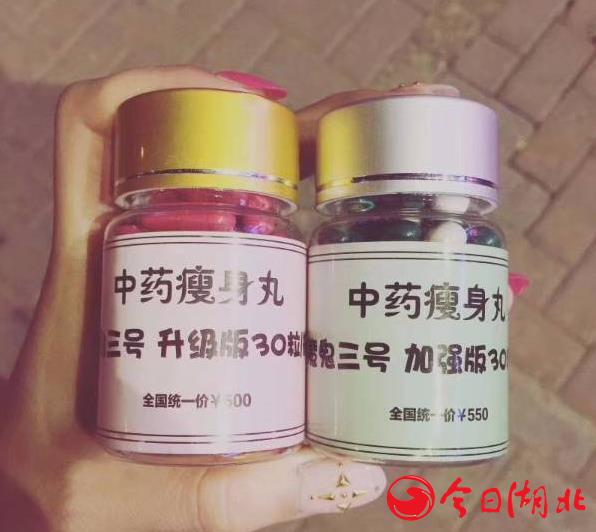 中药瘦身丸
三号 升级版30粒
全国统一价¥500
中药瘦身丸
魔鬼三号 加强版30
全国统一价¥550
今日湖北